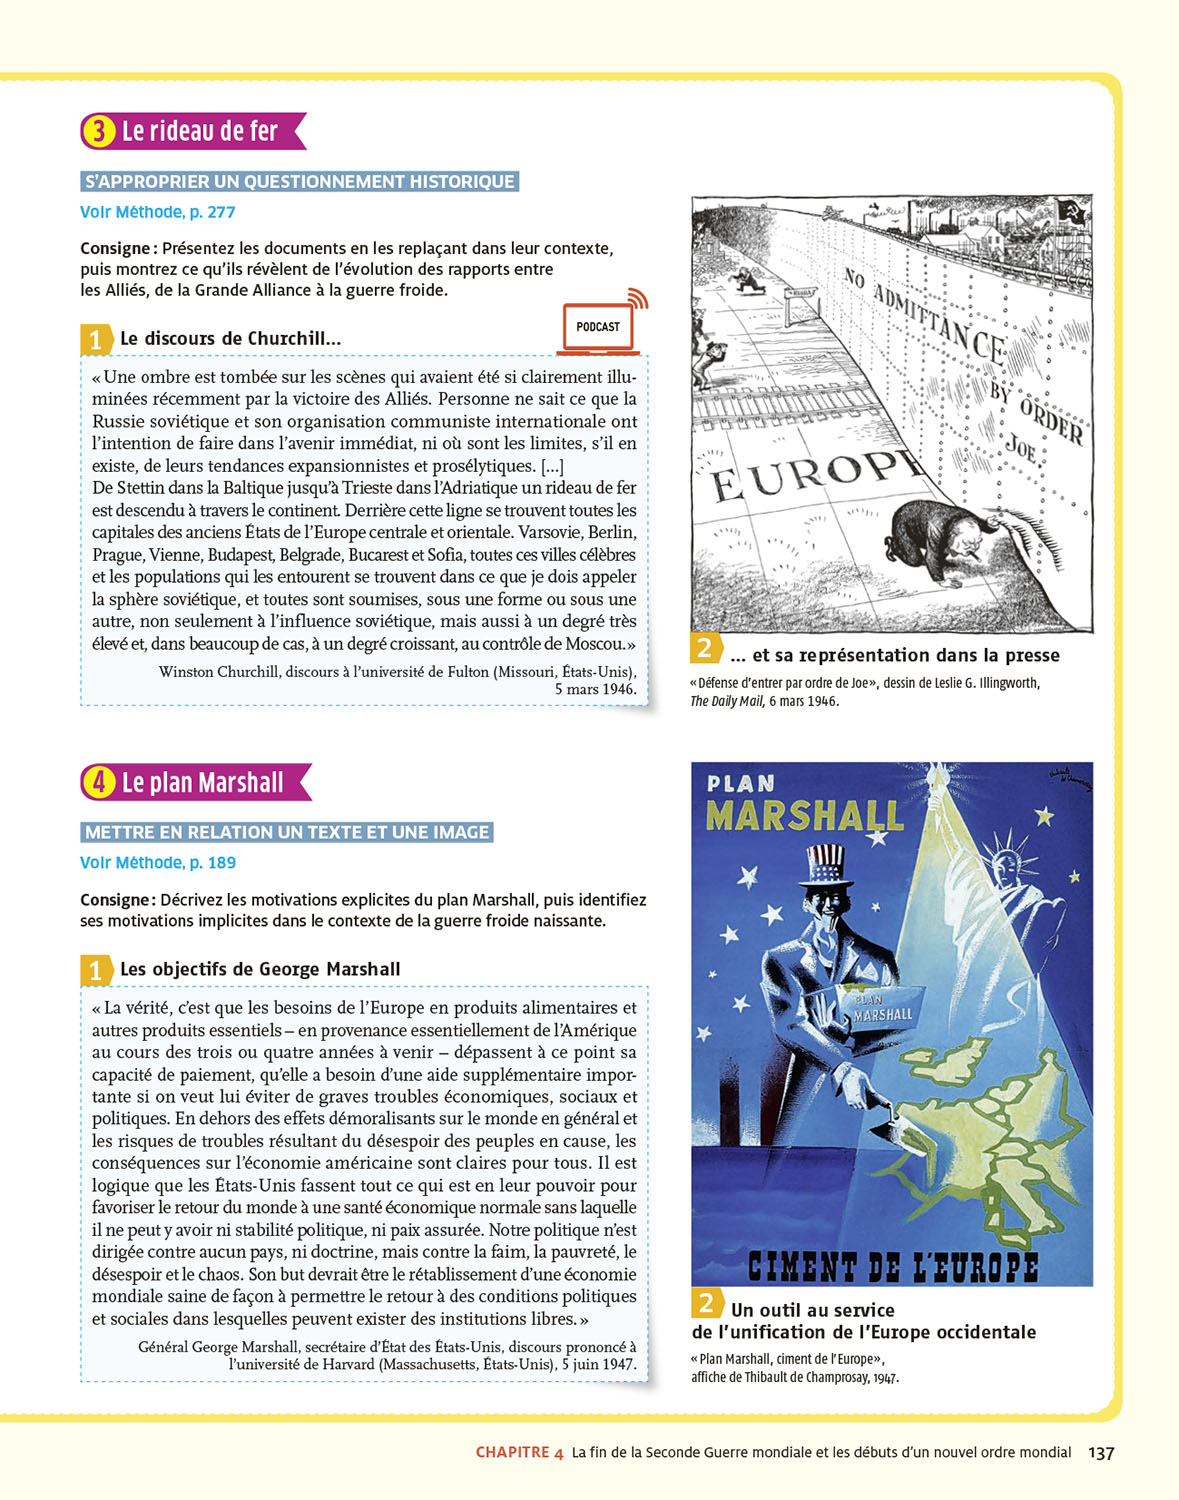 3 Le rideau de fer
S'APPROPRIER UN QUESTIONNEMENT HISTORIQUE
Voir Méthode, p. 277
Consigne : Présentez les documents en les replaçant dans leur contexte,
puis montrez ce qu'ils révèlent de l'évolution des rapports entre
les Alliés, de la Grande Alliance à la guerre froide.
PODCAST
1 Le discours de Churchill...
« Une ombre est tombée sur les scènes qui avaient été si clairement illu-
minées récemment par la victoire des Alliés. Personne ne sait ce que la
Russie soviétique et son organisation communiste internationale ont
l'intention de faire dans l'avenir immédiat, ni où sont les limites, s'il en
existe, de leurs tendances expansionnistes et prosélytiques. [...]
De Stettin dans la Baltique jusqu'à Trieste dans l'Adriatique un rideau de fer
est descendu à travers le continent. Derrière cette ligne se trouvent toutes les
capitales des anciens États de l'Europe centrale et orientale. Varsovie, Berlin,
Prague, Vienne, Budapest, Belgrade, Bucarest et Sofia, toutes ces villes célèbres
et les populations qui les entourent se trouvent dans ce que je dois appeler
la sphère soviétique, et toutes sont soumises, sous une forme ou sous une
autre, non seulement à l'influence soviétique, mais aussi à un degré très
élevé et, dans beaucoup de cas, à un degré croissant, au contrôle de Moscou. »
Winston Churchill, discours à l'université de Fulton (Missouri, États-Unis),
5 mars 1946.
RUSSIA
NO ADMITTANCE
BY ORDER
JOE.
EUROPE
2 ... et sa représentation dans la presse
« Défense d'entrer par ordre de Joe », dessin de Leslie G. Illingworth,
The Daily Mail, 6 mars 1946.
4 Le plan Marshall
METTRE EN RELATION UN TEXTE ET UNE IMAGE
Voir Méthode, p. 189
Consigne : Décrivez les motivations explicites du plan Marshall, puis identifiez
ses motivations implicites dans le contexte de la guerre froide naissante.
1 Les objectifs de George Marshall
« La vérité, c'est que les besoins de l'Europe en produits alimentaires et
autres produits essentiels – en provenance essentiellement de l'Amérique
au cours des trois ou quatre années à venir – dépassent à ce point sa
capacité de paiement, qu'elle a besoin d'une aide supplémentaire impor-
tante si on veut lui éviter de graves troubles économiques, sociaux et
politiques. En dehors des effets démoralisants sur le monde en général et
les risques de troubles résultant du désespoir des peuples en cause, les
conséquences sur l'économie américaine sont claires pour tous. Il est
logique que les États-Unis fassent tout ce qui est en leur pouvoir pour
favoriser le retour du monde à une santé économique normale sans laquelle
il ne peut y avoir ni stabilité politique, ni paix assurée. Notre politique n'est
dirigée contre aucun pays, ni doctrine, mais contre la faim, la pauvreté, le
désespoir et le chaos. Son but devrait être le rétablissement d'une économie
mondiale saine de façon à permettre le retour à des conditions politiques
et sociales dans lesquelles peuvent exister des institutions libres. »
Général George Marshall, secrétaire d'État des États-Unis, discours prononcé à
l'université de Harvard (Massachusetts, États-Unis), 5 juin 1947.
PLAN
MARSHALL
PLAN
MARSHALL
CIMENT DE L'EUROPE
2 Un outil au service
de l'unification de l'Europe occidentale
« Plan Marshall, ciment de l'Europe »,
affiche de Thibault de Champrosay, 1947.
CHAPITRE 4 La fin de la Seconde Guerre mondiale et les débuts d'un nouvel ordre mondial 137